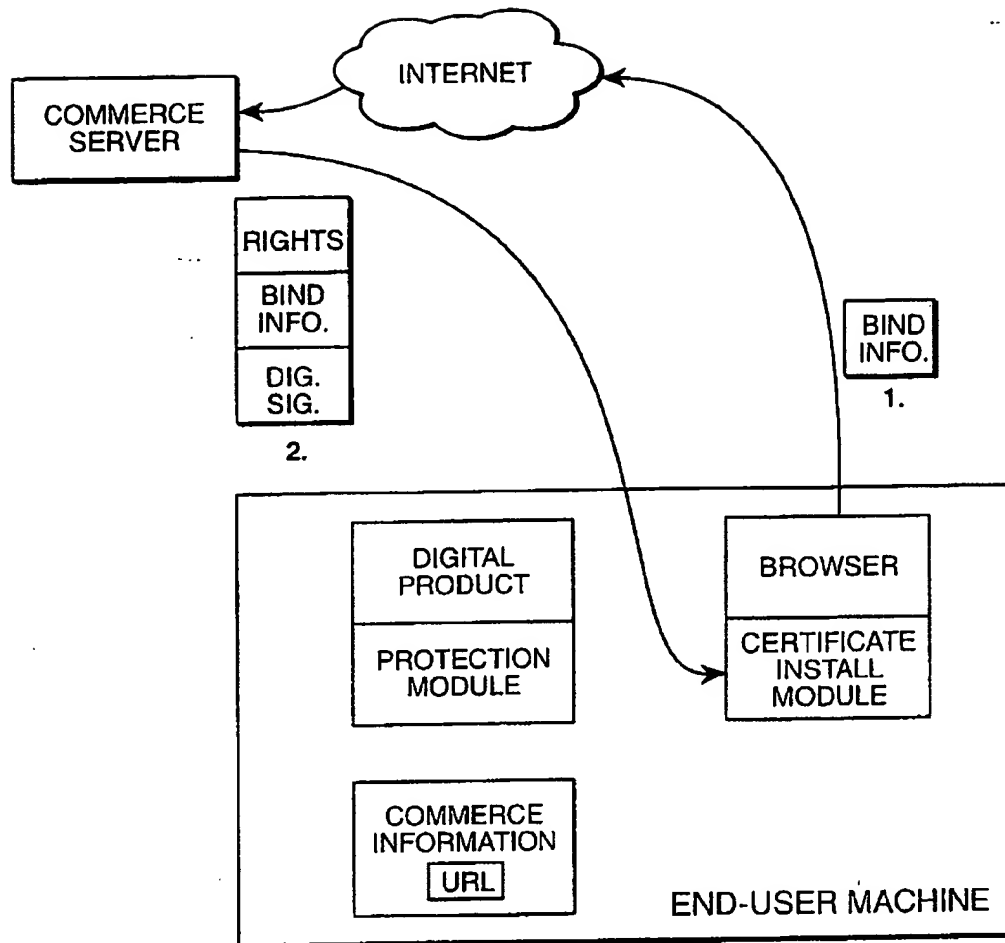 INTERNET
COMMERCE
SERVER
RIGHTS
BIND
INFO.
DIG.
SIG.
2.
BIND
INFO.
1.
DIGITAL
PRODUCT
PROTECTION
MODULE
BROWSER
CERTIFICATE
INSTALL
MODULE
COMMERCE
INFORMATION
URL
END-USER MACHINE